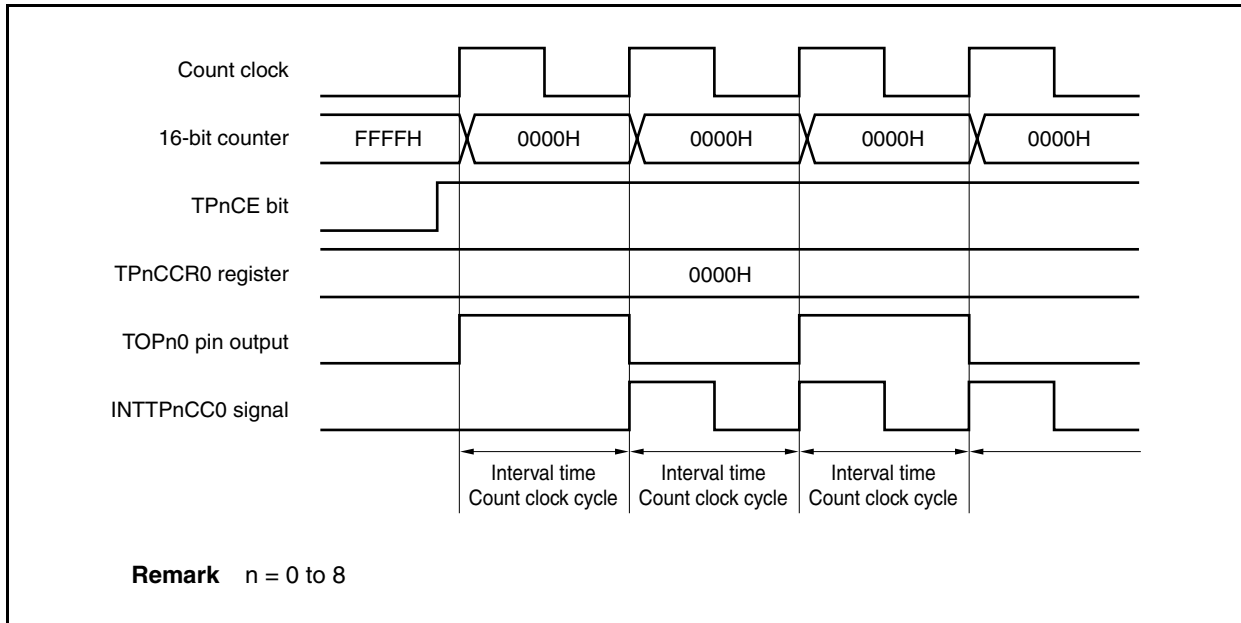 Count clock
16-bit counter
FFFFH
0000H
0000H
0000H
0000H
TPnCE bit
TPnCCR0 register
0000H
TOPn0 pin output
INTTPnCC0 signal
Interval time
Count clock cycle
Interval time
Count clock cycle
Interval time
Count clock cycle
Remark n = 0 to 8